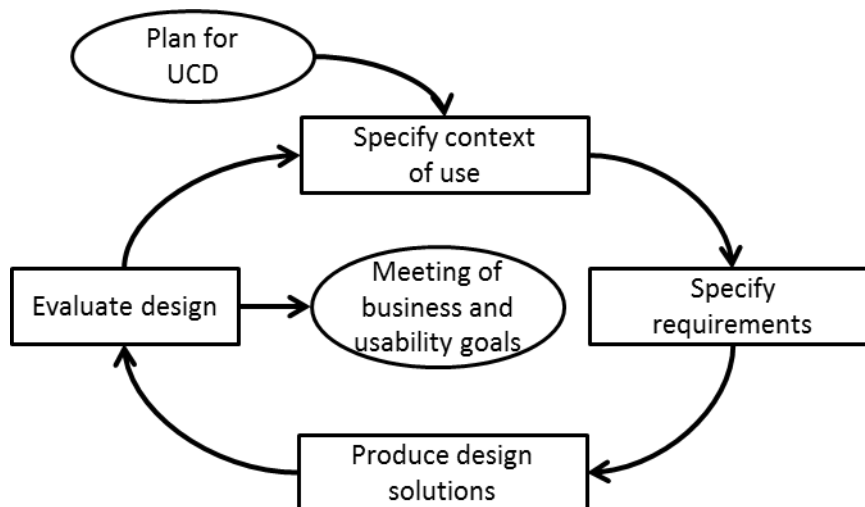 Plan for
UCD
Specify context
of use
Specify
requirements
Produce design
solutions
Evaluate design
Meeting of
business and
usability goals